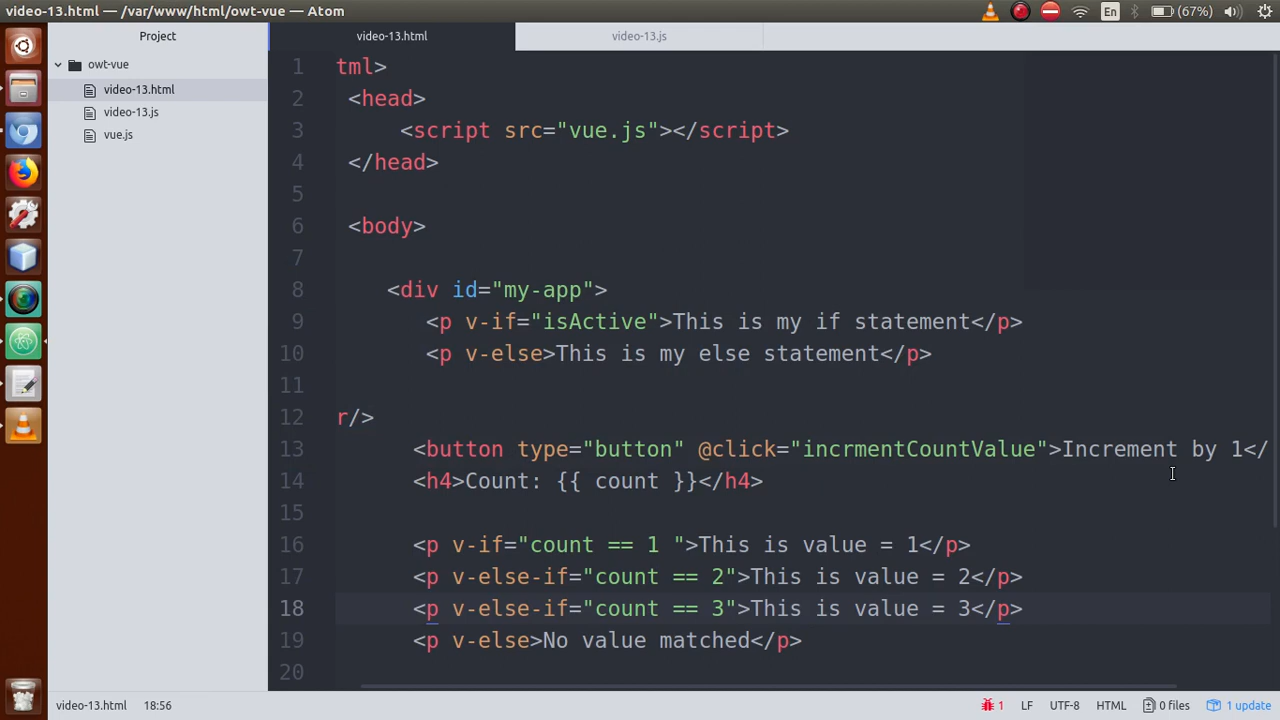 video-13.html — /var/www/html/owt-vue — Atom
En
(67%)
Project
owt-vue
video-13.html
video-13.js
vue.js
video-13.html
video-13.js
1 tml>
2 <head>
3 <script src="vue.js"></script>
4 </head>
5
6 <body>
7
8 <div id="my-app">
9 <p v-if="isActive">This is my if statement</p>
10 <p v-else>This is my else statement</p>
11
12 r/>
13 <button type="button" @click="incrmentCountValue">Increment by 1</
14 <h4>Count: {{ count }}</h4>
15
16 <p v-if="count == 1 ">This is value = 1</p>
17 <p v-else-if="count == 2">This is value = 2</p>
18 <p v-else-if="count == 3">This is value = 3</p>
19 <p v-else>No value matched</p>
20
video-13.html 18:56
1 LF UTF-8 HTML 0 files 1 update